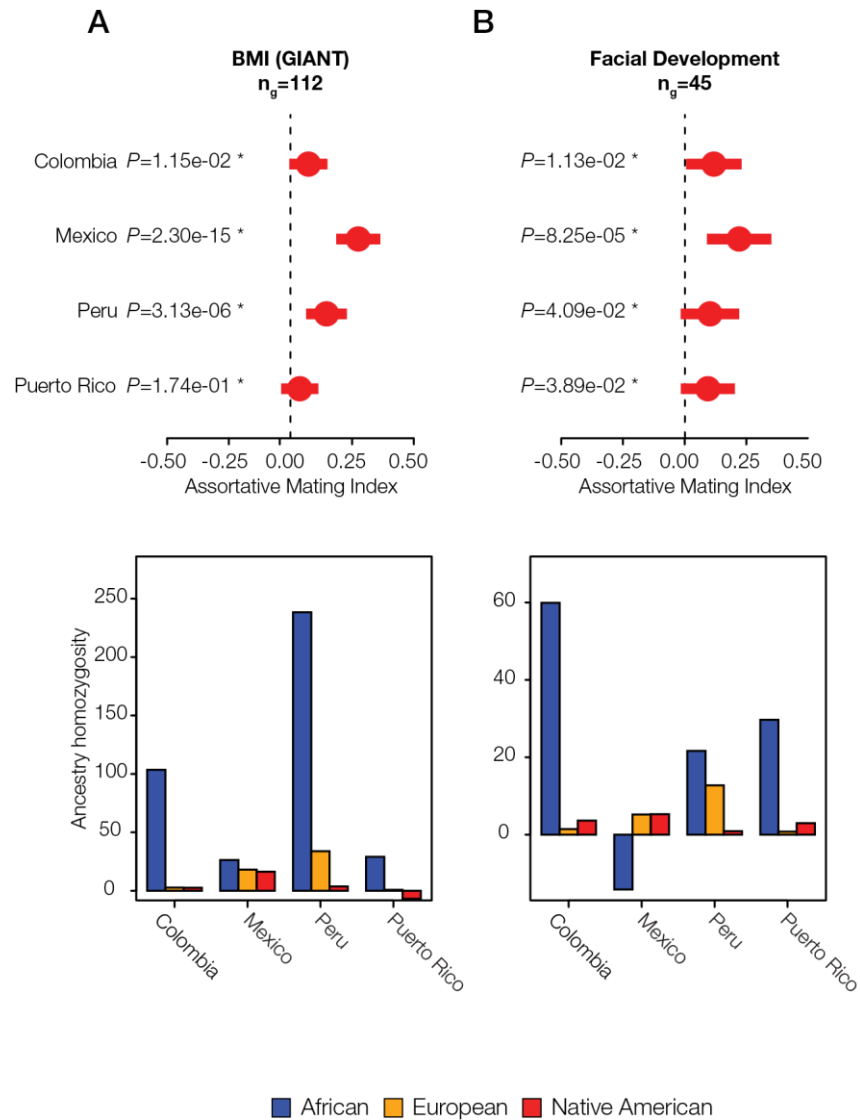 A
BMI (GIANT)
ng=112
Colombia P=1.15e-02 *
Mexico P=2.30e-15 *
Peru P=3.13e-06 *
Puerto Rico P=1.74e-01 *
-0.50 -0.25 0.00 0.25 0.50
Assortative Mating Index
B
Facial Development
ng=45
P=1.13e-02 *
P=8.25e-05 *
P=4.09e-02 *
P=3.89e-02 *
-0.50 -0.25 0.00 0.25 0.50
Assortative Mating Index
Ancestry homozygosity
250
200
150
100
50
0
Colombia
Mexico
Peru
Puerto Rico
60
40
20
0
Colombia
Mexico
Peru
Puerto Rico
African European Native American